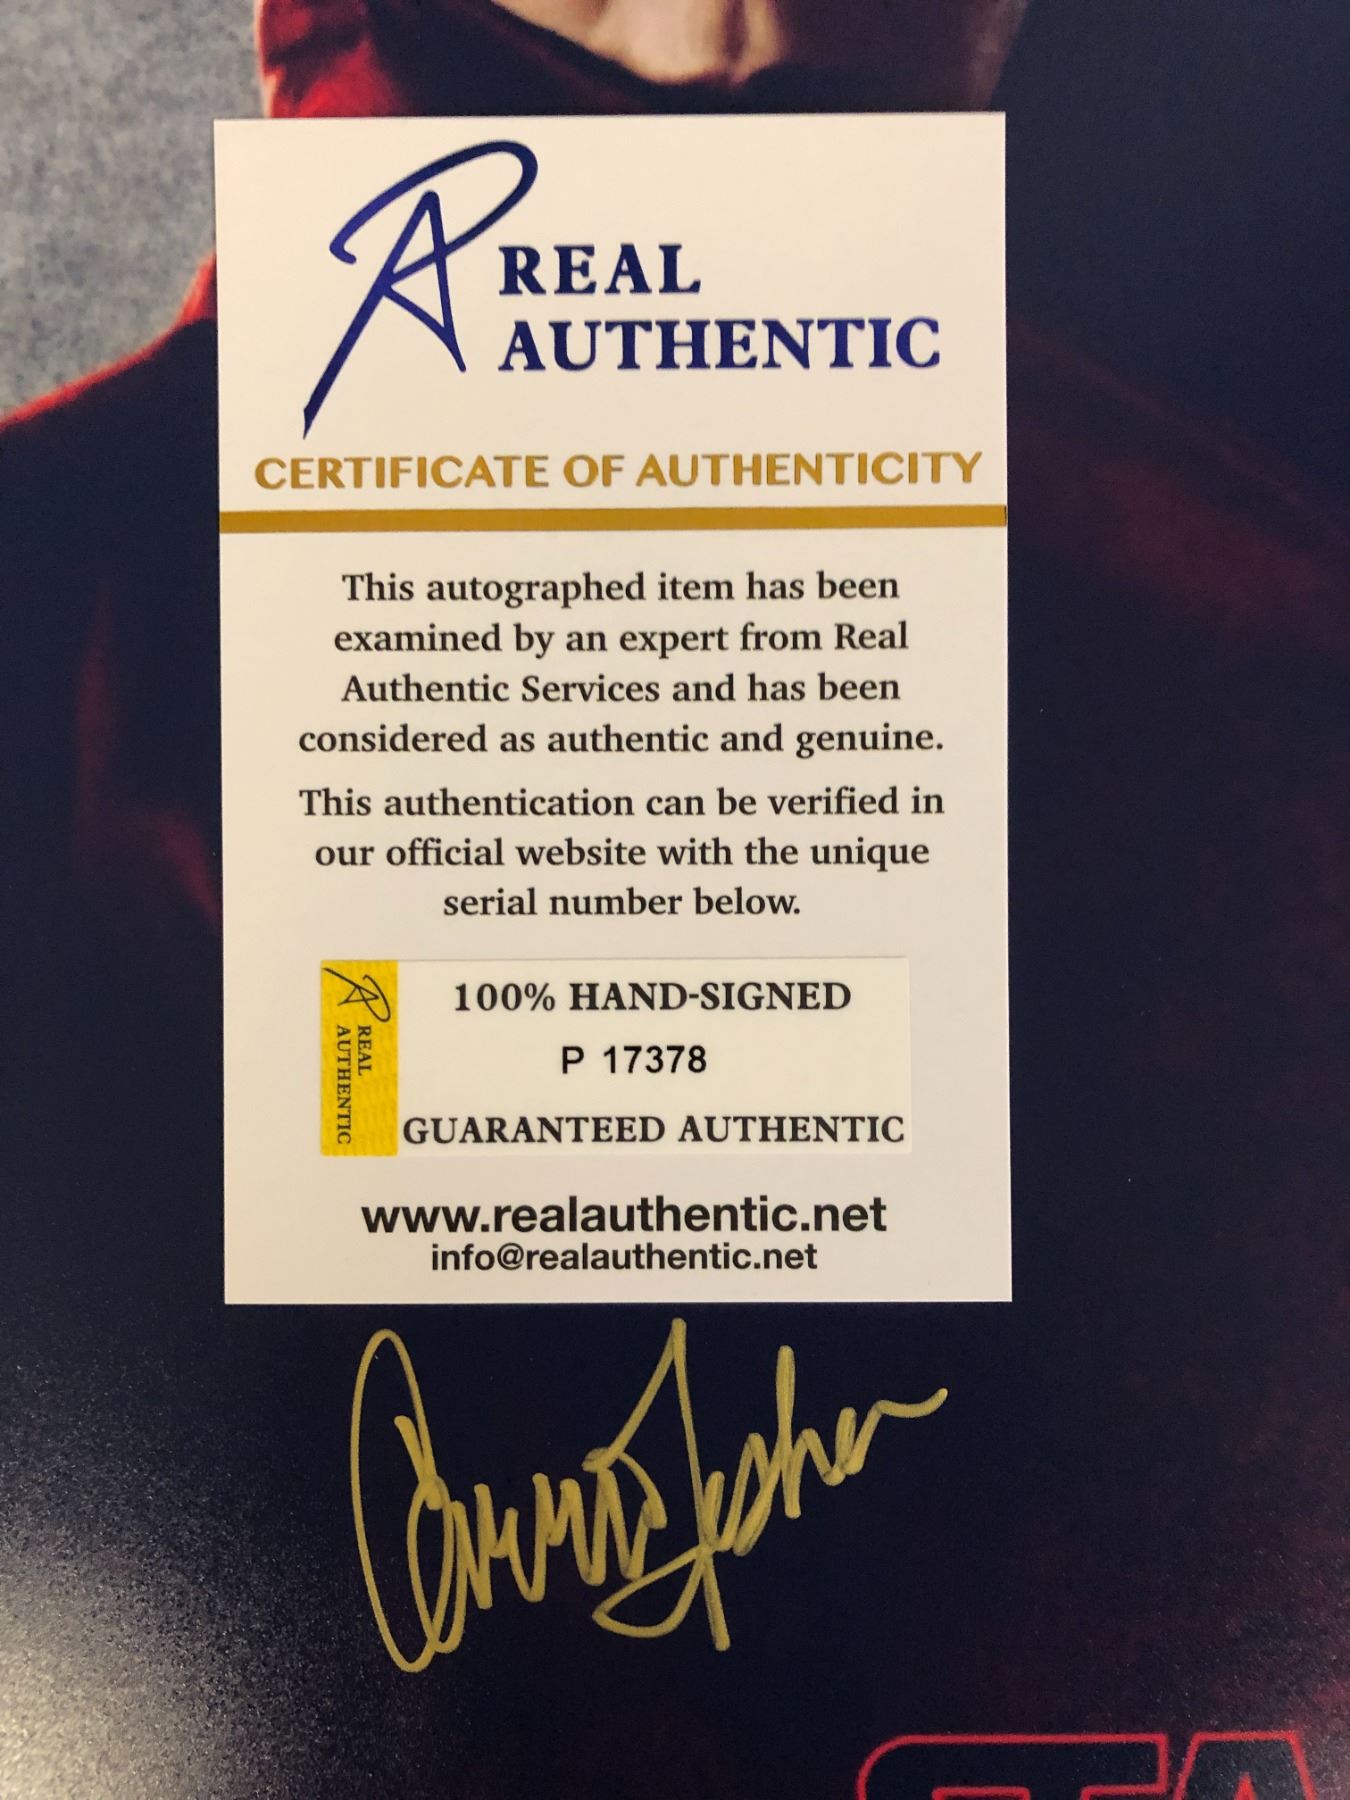 REAL
AUTHENTIC
CERTIFICATE OF AUTHENTICITY
This autographed item has been
examined by an expert from Real
Authentic Services and has been
considered as authentic and genuine.
This authentication can be verified in
our official website with the unique
serial number below.
REAL
AUTHENTIC
100% HAND-SIGNED
P 17378
GUARANTEED AUTHENTIC
www.realauthentic.net
info@realauthentic.net